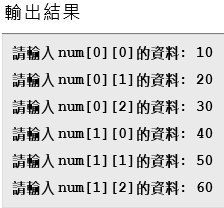 輸出結果
請輸入num[0][0]的資料: 10
請輸入num[0][1]的資料: 20
請輸入num[0][2]的資料: 30
請輸入num[1][0]的資料: 40
請輸入num[1][1]的資料: 50
請輸入num[1][2]的資料: 60